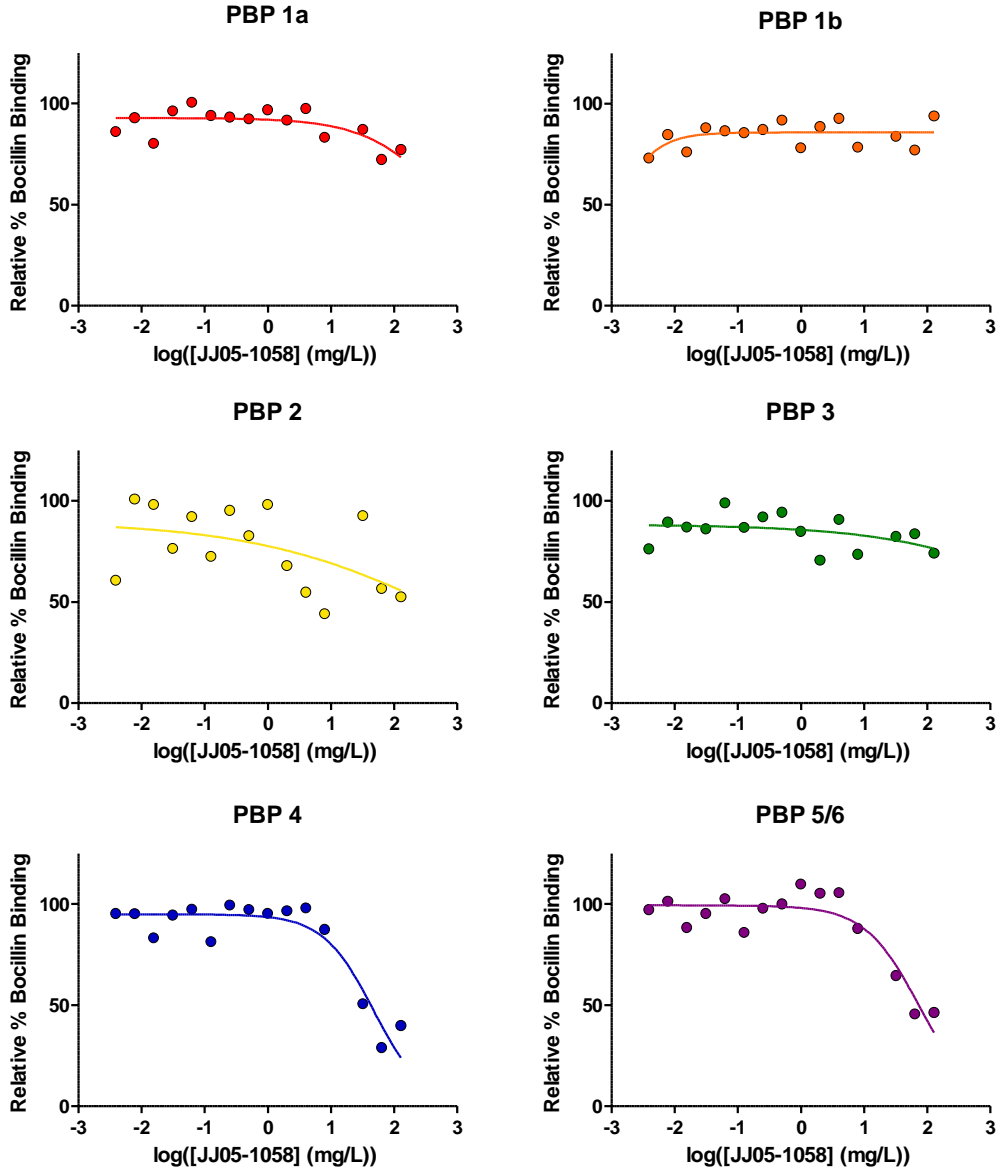 PBP 1a
Relative % Bocillin Binding
100
50
0
-3 -2 -1 0 1 2 3
log([JJ05-1058] (mg/L))
PBP 1b
Relative % Bocillin Binding
100
50
0
-3 -2 -1 0 1 2 3
log([JJ05-1058] (mg/L))
PBP 2
Relative % Bocillin Binding
100
50
0
-3 -2 -1 0 1 2 3
log([JJ05-1058] (mg/L))
PBP 3
Relative % Bocillin Binding
100
50
0
-3 -2 -1 0 1 2 3
log([JJ05-1058] (mg/L))
PBP 4
Relative % Bocillin Binding
100
50
0
-3 -2 -1 0 1 2 3
log([JJ05-1058] (mg/L))
PBP 5/6
Relative % Bocillin Binding
100
50
0
-3 -2 -1 0 1 2 3
log([JJ05-1058] (mg/L))